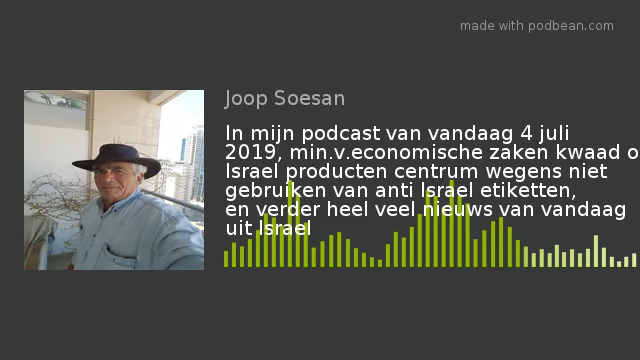 made with podbean.com
Joop Soesan
In mijn podcast van vandaag 4 juli
2019, min.v.economische zaken kwaad o
Israel producten centrum wegens niet
gebruiken van anti Israel etiketten,
en verder heel veel nieuws van vandaag
uit Israel